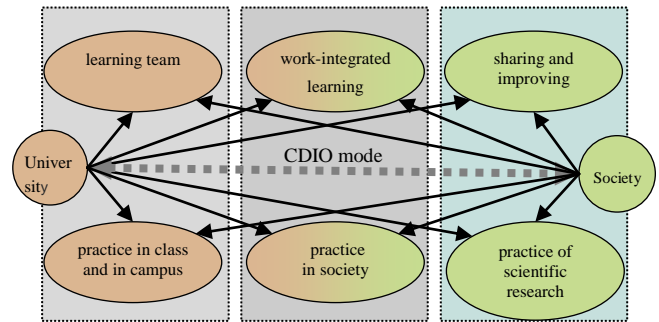 learning team
work-integrated
learning
sharing and
improving
Univer
sity
CDIO mode
Society
practice in class
and in campus
practice
in society
practice of
scientific
research